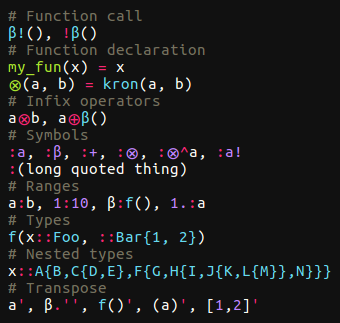 # Function call
β!(), !β()
# Function declaration
my_fun(x) = x
⊗(a, b) = kron(a, b)
# Infix operators
a⊗b, a⊕β()
# Symbols
:a, :β, :+, :⊗, :⊗^a, :a!
:(long quoted thing)
# Ranges
a:b, 1:10, β:f(), 1.:a
# Types
f(x::Foo, ::Bar{1, 2})
# Nested types
x::A{B,C{D,E},F{G,H{I,J{K,L{M}},N}}}
# Transpose
a', β.'', f()', (a)', [1,2]'